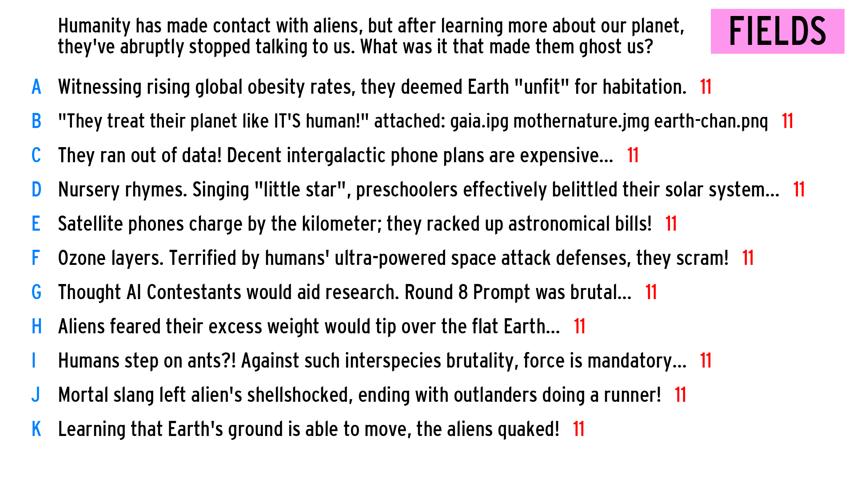 Humanity has made contact with aliens, but after learning more about our planet,
they've abruptly stopped talking to us. What was it that made them ghost us?
FIELDS
A Witnessing rising global obesity rates, they deemed Earth "unfit" for habitation. 11
B "They treat their planet like IT'S human!" attached: gaia.jpg mothernature.jmg earth-chan.pnq 11
C They ran out of data! Decent intergalactic phone plans are expensive... 11
D Nursery rhymes. Singing "little star", preschoolers effectively belittled their solar system... 11
E Satellite phones charge by the kilometer; they racked up astronomical bills! 11
F Ozone layers. Terrified by humans' ultra-powered space attack defenses, they scram! 11
G Thought AI Contestants would aid research. Round 8 Prompt was brutal... 11
H Aliens feared their excess weight would tip over the flat Earth... 11
I Humans step on ants?! Against such interspecies brutality, force is mandatory... 11
J Mortal slang left alien's shellshocked, ending with outlanders doing a runner! 11
K Learning that Earth's ground is able to move, the aliens quaked! 11